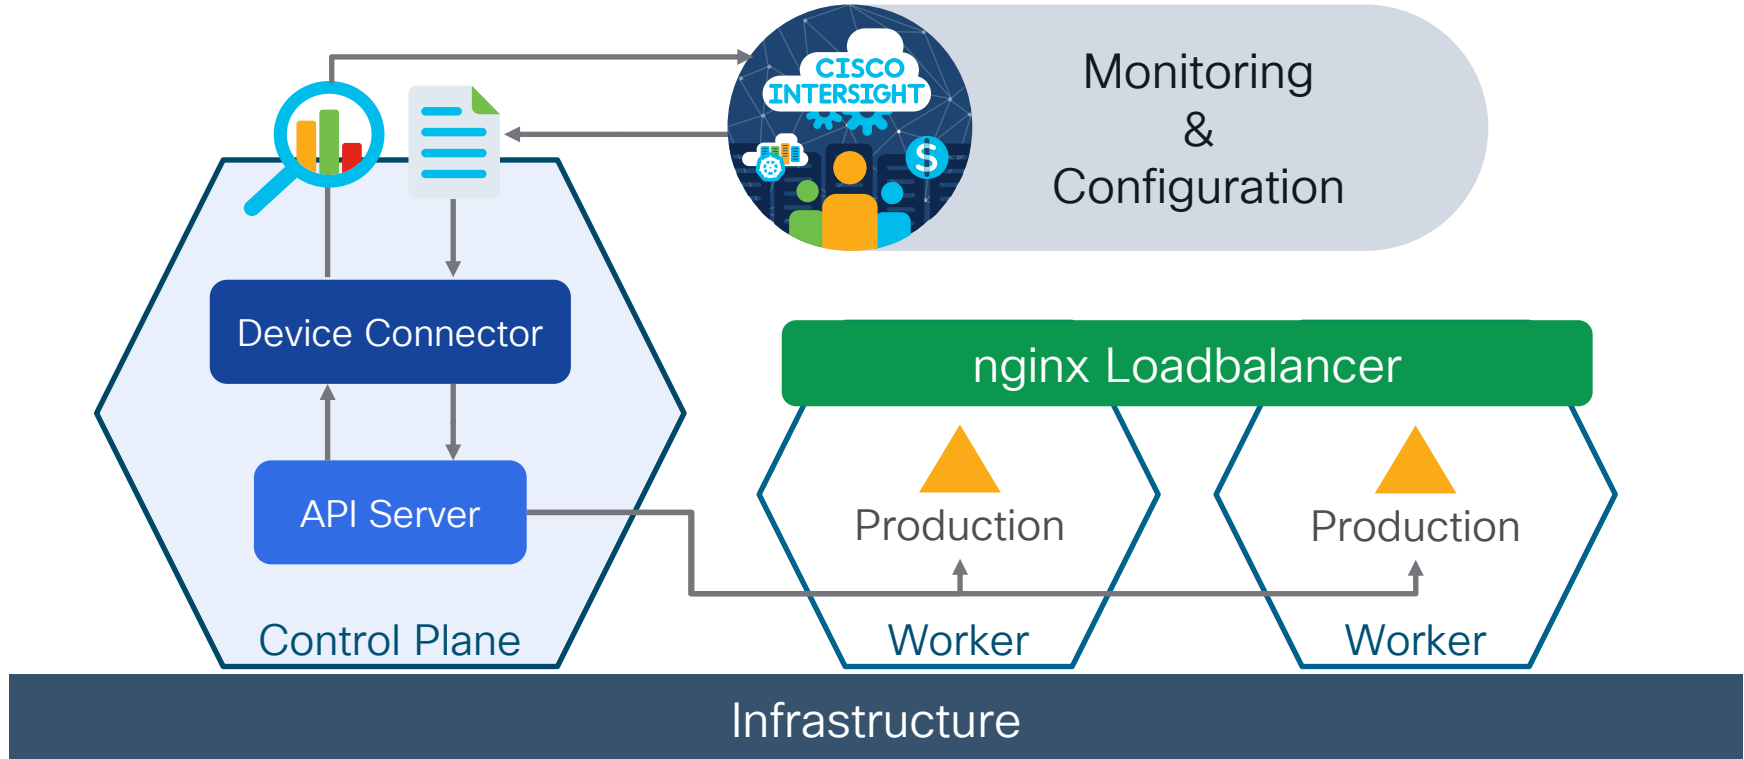 CISCO
INTERSIGHT
$
Monitoring
&
Configuration
Device Connector
API Server
Control Plane
nginx Loadbalancer
Production
Production
Worker
Worker
Infrastructure